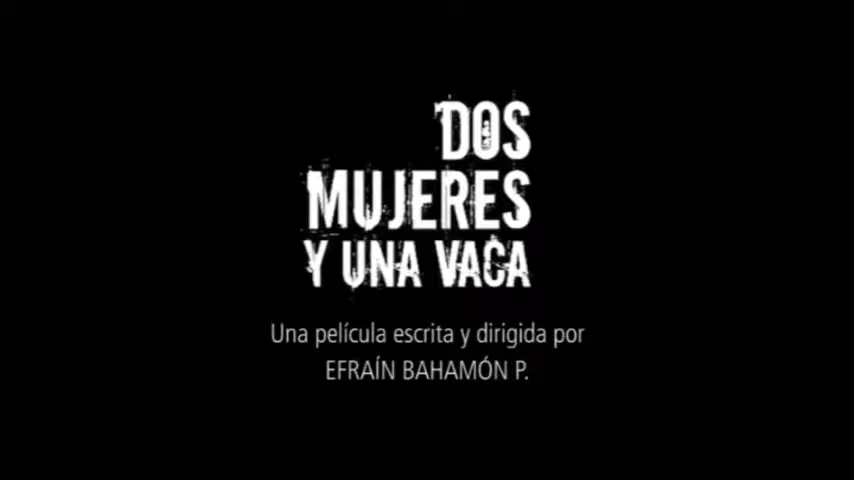 DOS
MUJERES
Y UNA VACA
Una película escrita y dirigida por
EFRAÍN BAHAMÓN P.